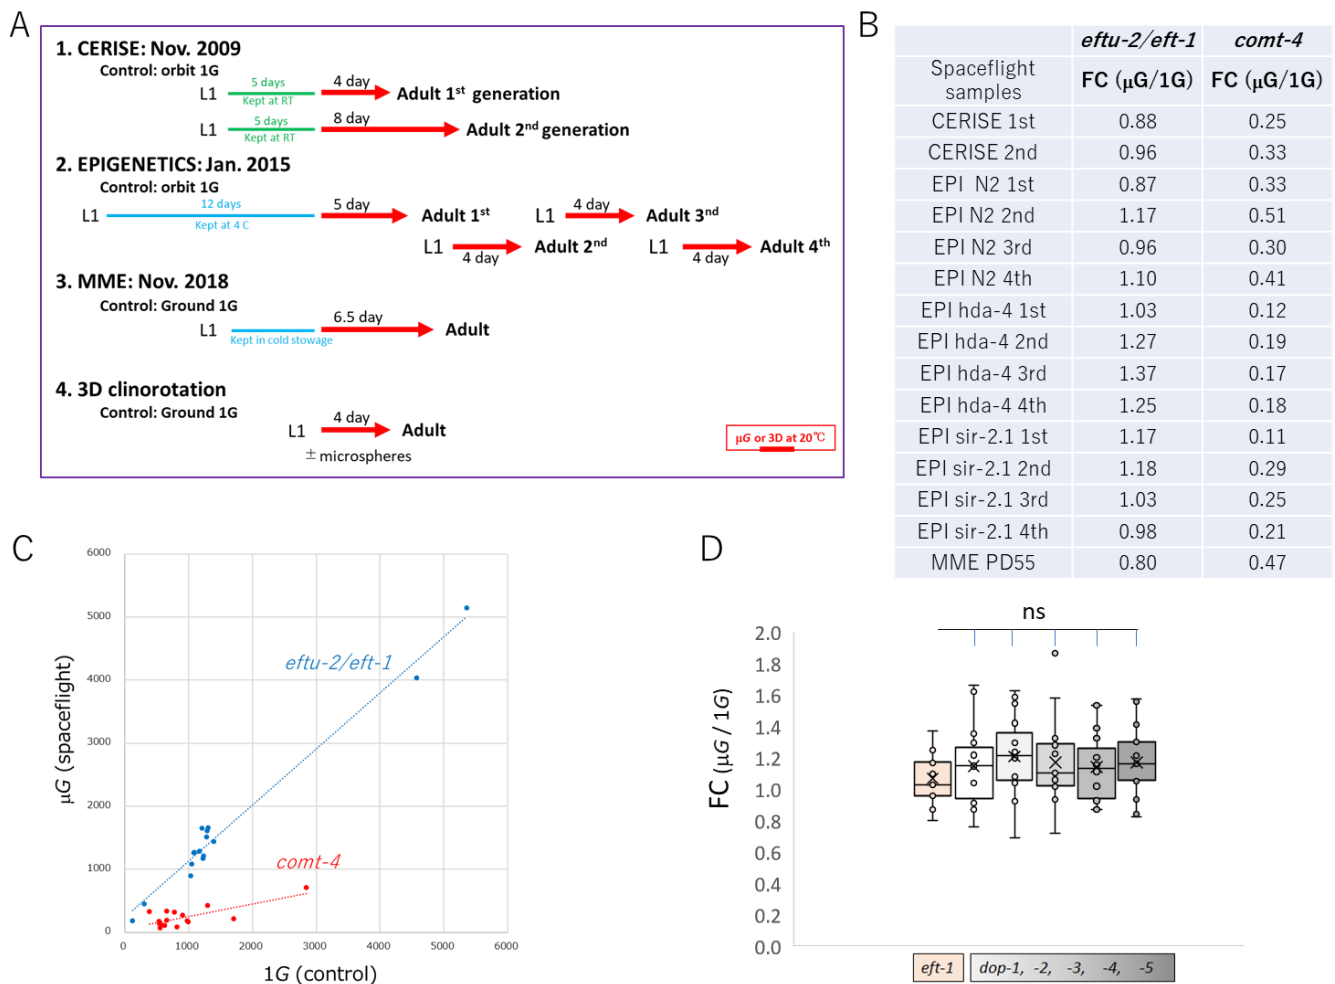 A
1. CERISE: Nov. 2009
Control: orbit 1G
5 days
4 day
L1
Kept at RT
Adult 1st generation
5 days
8 day
L1
Kept at RT
Adult 2nd generation
2. EPIGENETICS: Jan. 2015
Control: orbit 1G
12 days
5 day
4 day
L1
Kept at 4 C
Adult 1st
L1
Adult 3nd
L1
4 day
Adult 2nd
L1
4 day
Adult 4th
3. MME: Nov. 2018
Control: Ground 1G
6.5 day
L1
Kept in cold stowage
Adult
4. 3D clinorotation
Control: Ground 1G
4 day
L1
Adult
± microspheres
μG or 3D at 20℃
B
eftu-2/eft-1 comt-4
Spaceflight samples FC (μG/1G) FC (μG/1G)
CERISE 1st 0.88 0.25
CERISE 2nd 0.96 0.33
EPI N2 1st 0.87 0.33
EPI N2 2nd 1.17 0.51
EPI N2 3rd 0.96 0.30
EPI N2 4th 1.10 0.41
EPI hda-4 1st 1.03 0.12
EPI hda-4 2nd 1.27 0.19
EPI hda-4 3rd 1.37 0.17
EPI hda-4 4th 1.25 0.18
EPI sir-2.1 1st 1.17 0.11
EPI sir-2.1 2nd 1.18 0.29
EPI sir-2.1 3rd 1.03 0.25
EPI sir-2.1 4th 0.98 0.21
MME PD55 0.80 0.47
C
6000
5000
4000
3000
2000
1000
0
μG (spaceflight)
eftu-2/eft-1
comt-4
0 1000 2000 3000 4000 5000 6000
1G (control)
D
ns
2.0
1.8
1.6
1.4
1.2
1.0
0.8
0.6
0.4
0.2
0.0
FC (μG / 1G)
eft-1 dop-1, -2, -3, -4, -5